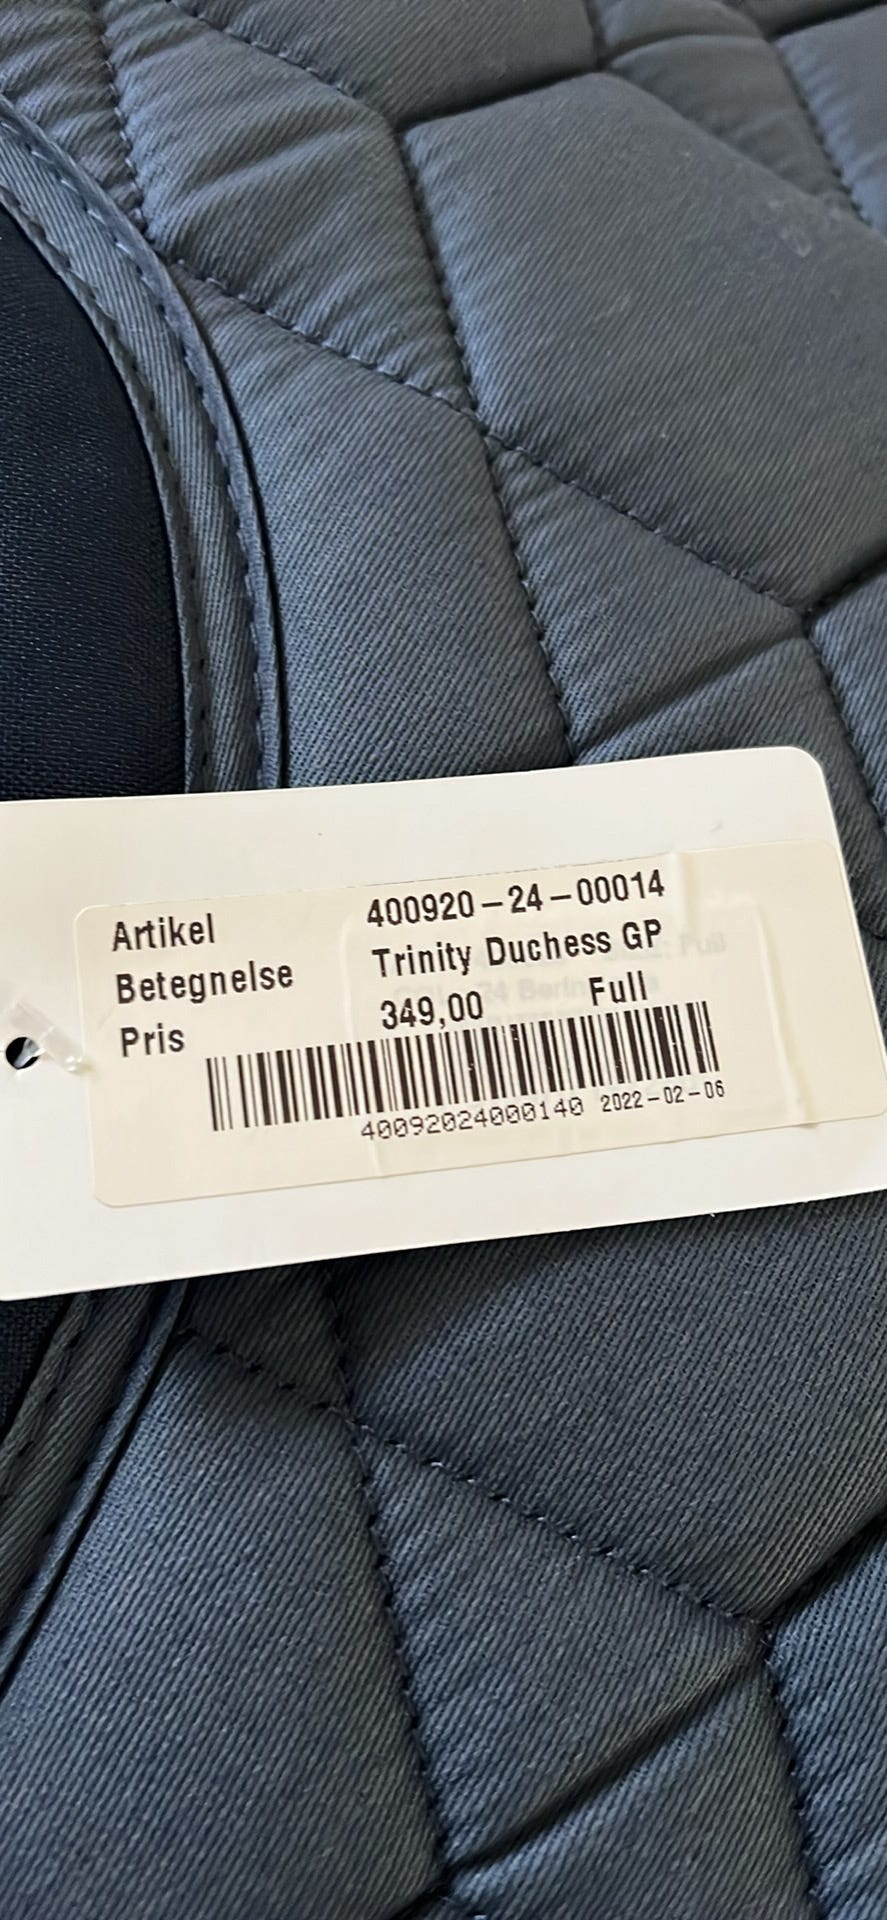 Artikel 400920-24-00014
Betegnelse Trinity Duchess GP
Pris 349,00 Full
40092024000140 2022-02-06